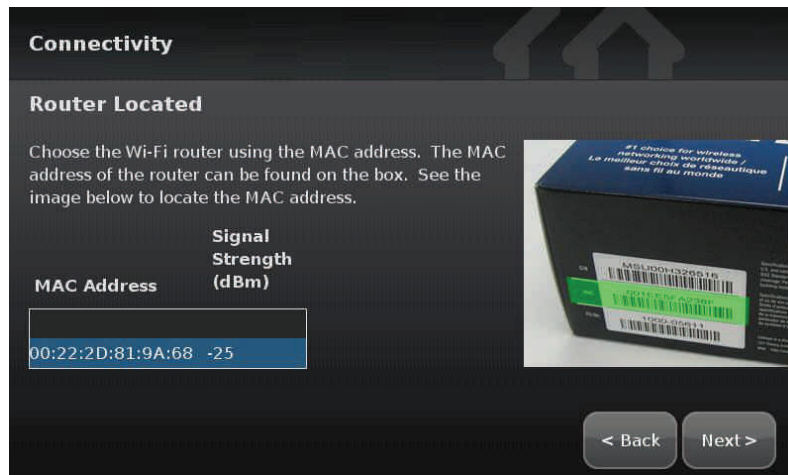 Connectivity
Router Located
Choose the Wi-Fi router using the MAC address. The MAC
address of the router can be found on the box. See the
image below to locate the MAC address.
MAC Address
Signal
Strength
(dBm)
00:22:2D:81:9A:68 -25
#1 choice for wireless
networking worldwide /
Le meilleur choix de réseautique
sans fil au monde
MSU00H326516
1000-05611
< Back
Next >